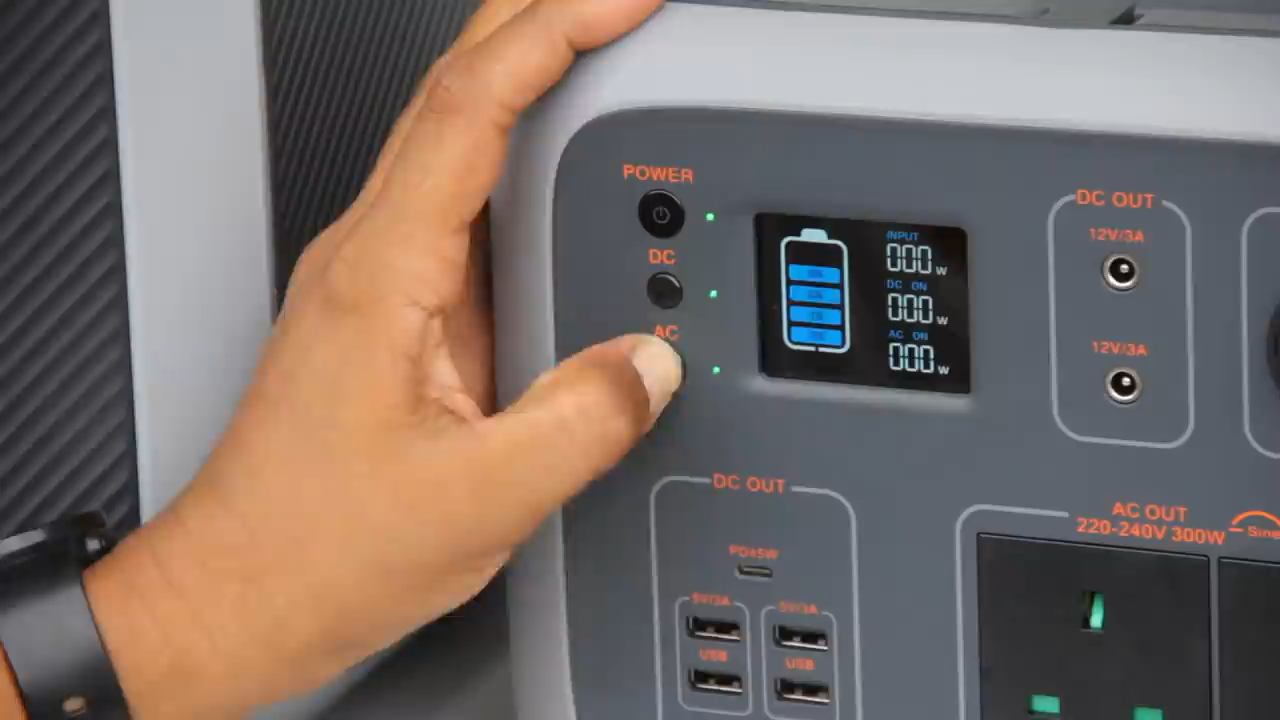 POWER
DC
AC
INPUT
000 W
DC ON
000 W
AC ON
000 W
DC OUT
12V/3A
12V/3A
DC OUT
PD45W
5V/3A
5V/3A
USB
USB
AC OUT
220-240V 300W
Sine